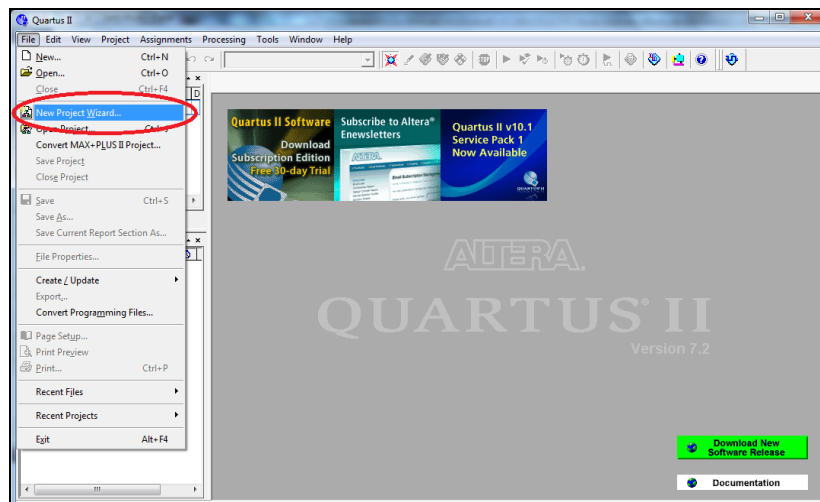 Quartus II
File Edit View Project Assignments Processing Tools Window Help
New... Ctrl+N
Open... Ctrl+O
Close Ctrl+F4
New Project Wizard...
Open Project... Ctrl+J
Convert MAX+PLUS II Project...
Save Project
Close Project
Save Ctrl+S
Save As...
Save Current Report Section As...
File Properties...
Create / Update
Export...
Convert Programming Files...
Page Setup...
Print Preview
Print... Ctrl+P
Recent Files
Recent Projects
Exit Alt+F4
Quartus II Software
Download
Subscription Edition
Free 30-day Trial
Subscribe to Altera®
Enewsletters
ALTERA
Quartus II v10.1
Service Pack 1
Now Available
QUARTUS II
ALTERA
QUARTUS® II
Version 7.2
Download New
Software Release
Documentation